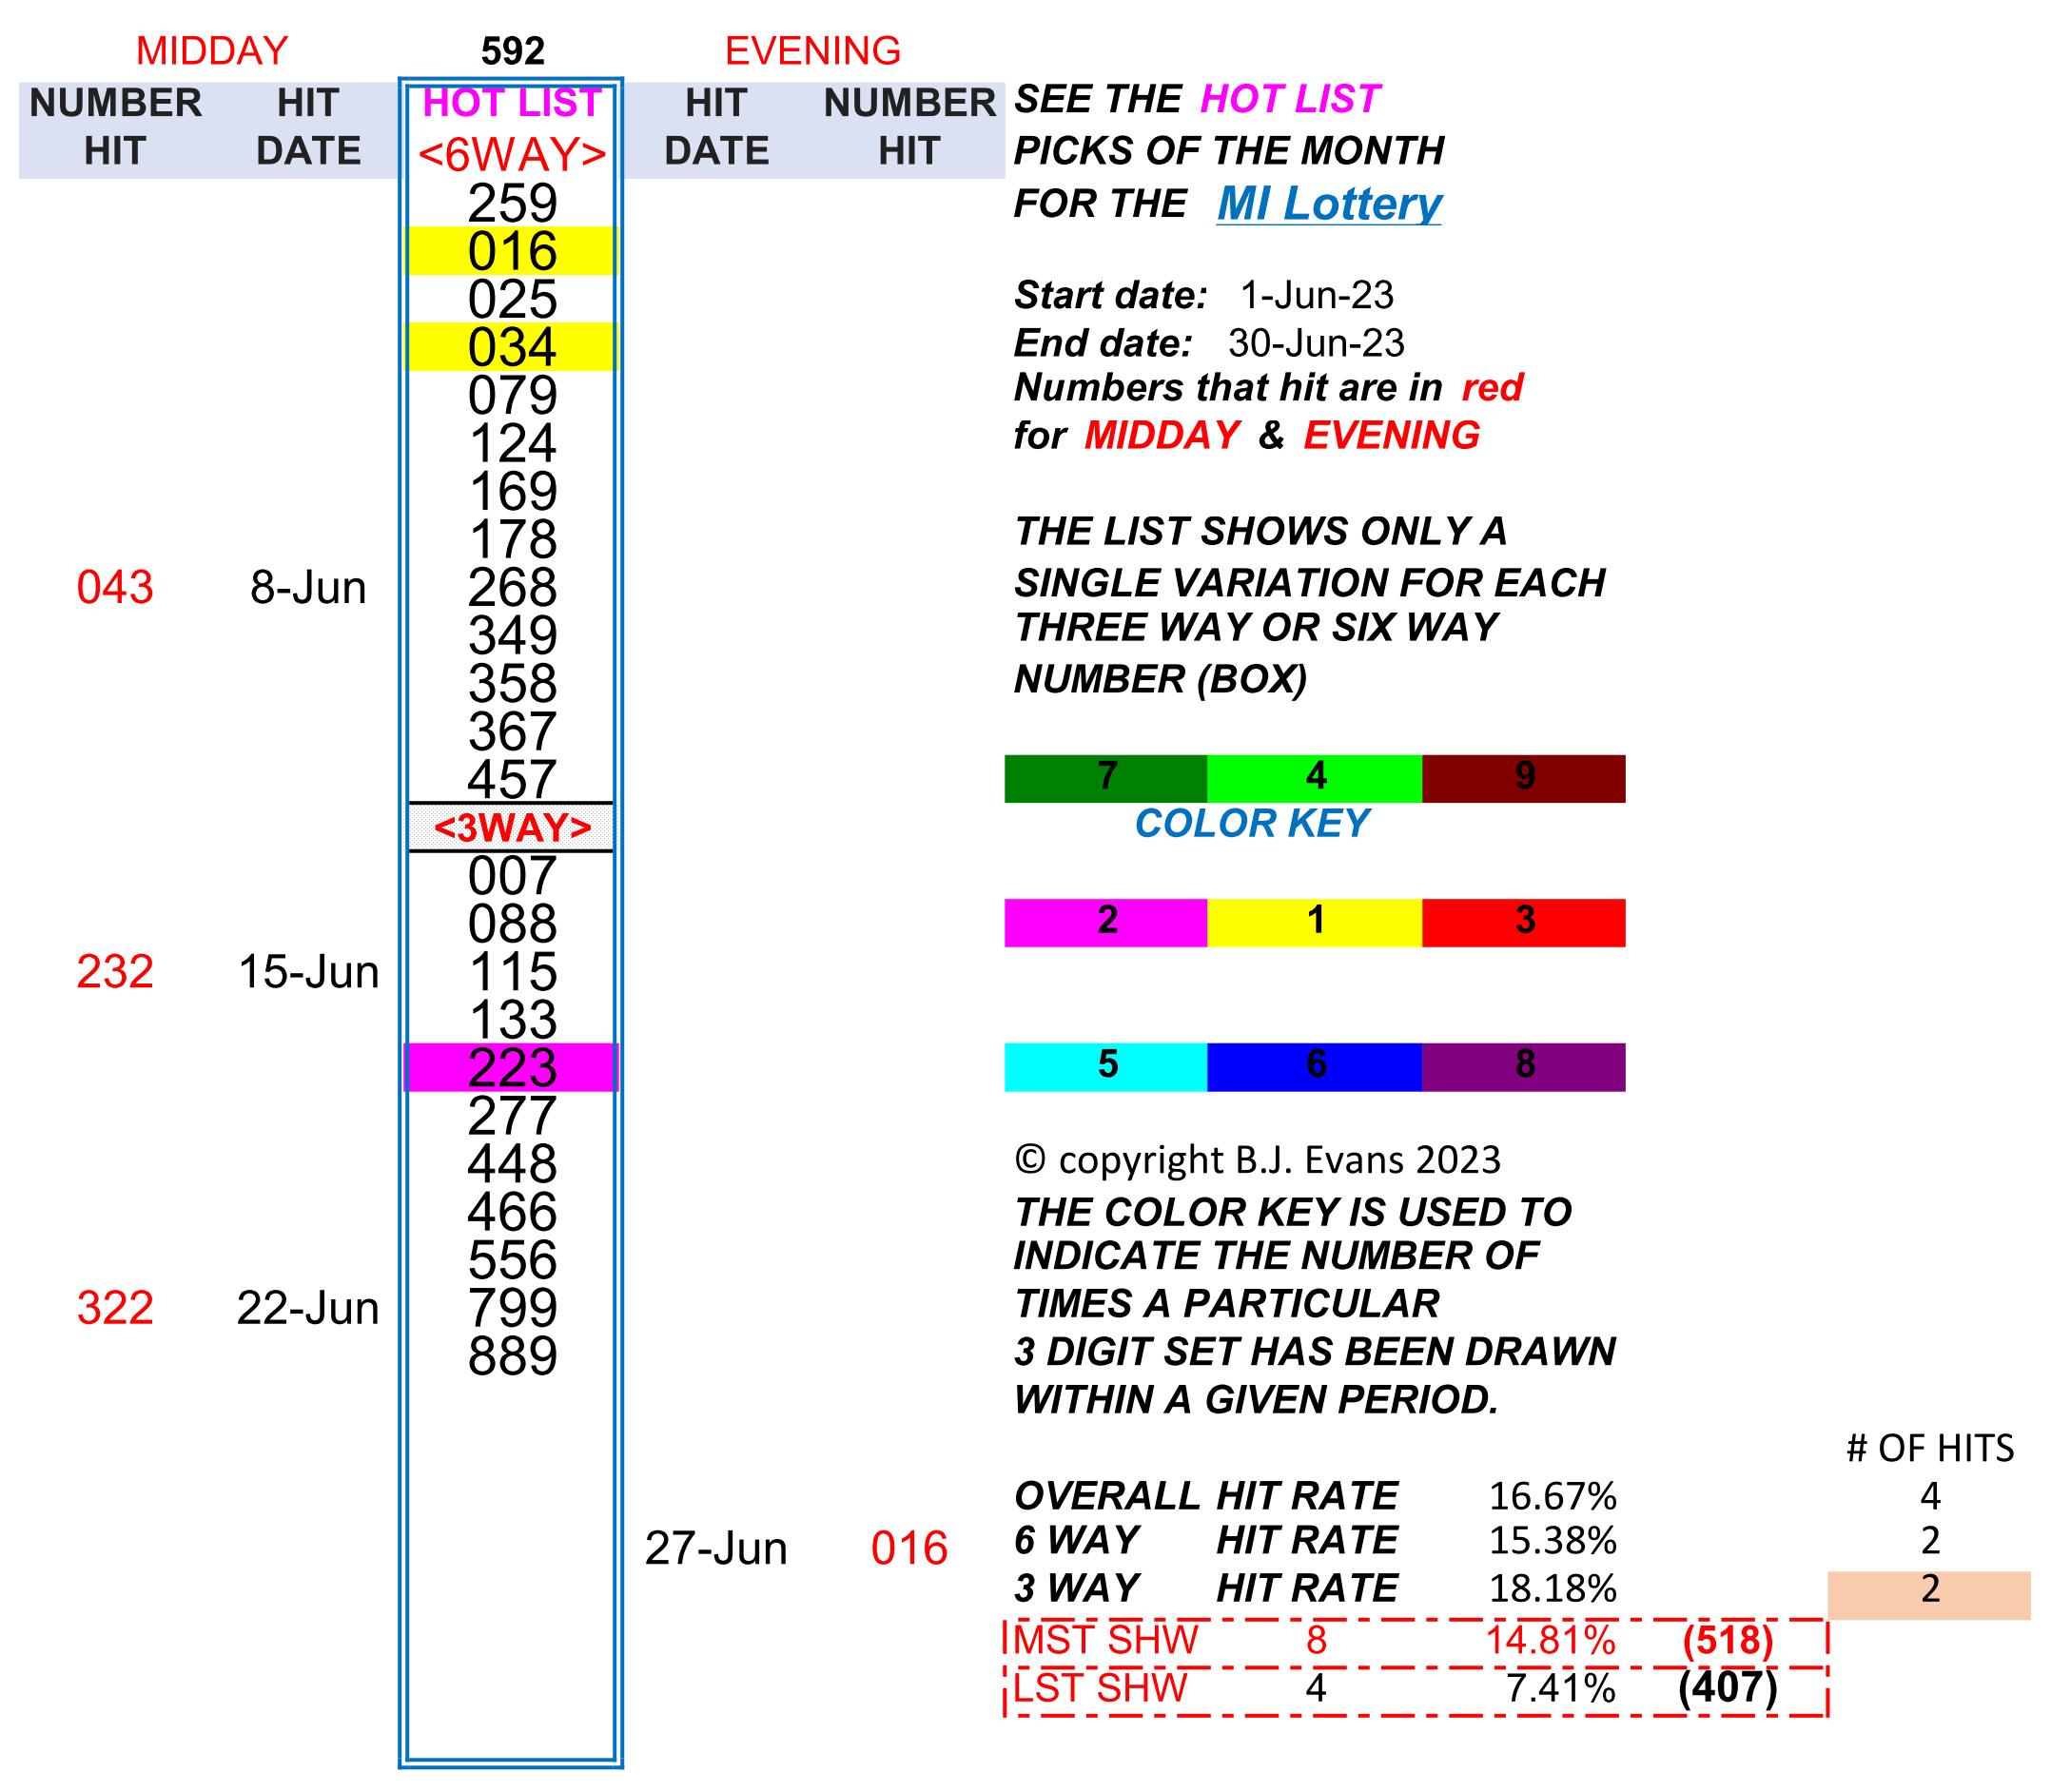 MIDDAY 592 EVENING
NUMBER HIT HOT LIST HIT NUMBER
HIT DATE <6WAY> DATE HIT
259
016
025
034
079
124
169
178
043 8-Jun 268
349
358
367
457
<3WAY>
007
088
232 15-Jun 115
133
223
277
448
466
556
322 22-Jun 799
889
27-Jun 016
SEE THE HOT LIST
PICKS OF THE MONTH
FOR THE MI Lottery
Start date: 1-Jun-23
End date: 30-Jun-23
Numbers that hit are in red
for MIDDAY & EVENING
THE LIST SHOWS ONLY A
SINGLE VARIATION FOR EACH
THREE WAY OR SIX WAY
NUMBER (BOX)
7 4 9
COLOR KEY
2 1 3
5 6 8
© copyright B.J. Evans 2023
THE COLOR KEY IS USED TO
INDICATE THE NUMBER OF
TIMES A PARTICULAR
3 DIGIT SET HAS BEEN DRAWN
WITHIN A GIVEN PERIOD.
# OF HITS
OVERALL HIT RATE 16.67% 4
6 WAY HIT RATE 15.38% 2
3 WAY HIT RATE 18.18% 2
MST SHW 8 14.81% (518)
LST SHW 4 7.41% (407)